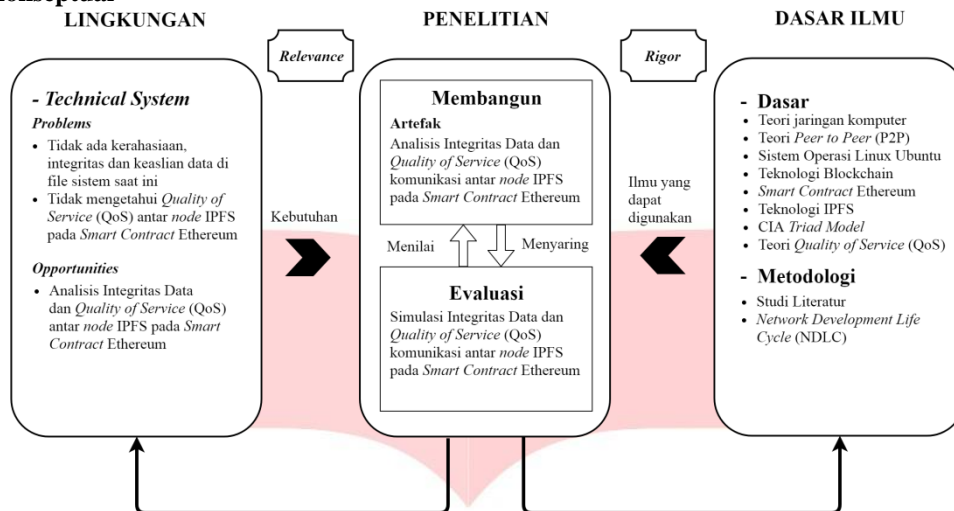 LINGKUNGAN
PENELITIAN
DASAR ILMU
Relevance
Rigor
- Technical System
Problems
• Tidak ada kerahasiaan,
integritas dan keaslian data di
file sistem saat ini
• Tidak mengetahui Quality of
Service (QoS) antar node IPFS
pada Smart Contract Ethereum
Opportunities
• Analisis Integritas Data
dan Quality of Service (QoS)
antar node IPFS pada Smart
Contract Ethereum
Kebutuhan
Membangun
Artefak
Analisis Integritas Data dan
Quality of Service (QoS)
komunikasi antar node IPFS
pada Smart Contract Ethereum
Menilai
Menyaring
Evaluasi
Simulasi Integritas Data dan
Quality of Service (QoS)
komunikasi antar node IPFS
pada Smart Contract Ethereum
Ilmu yang
dapat
digunakan
- Dasar
• Teori jaringan komputer
• Teori Peer to Peer (P2P)
• Sistem Operasi Linux Ubuntu
• Teknologi Blockchain
• Smart Contract Ethereum
• Teknologi IPFS
• CIA Triad Model
• Teori Quality of Service (QoS)
- Metodologi
• Studi Literatur
• Network Development Life
Cycle (NDLC)